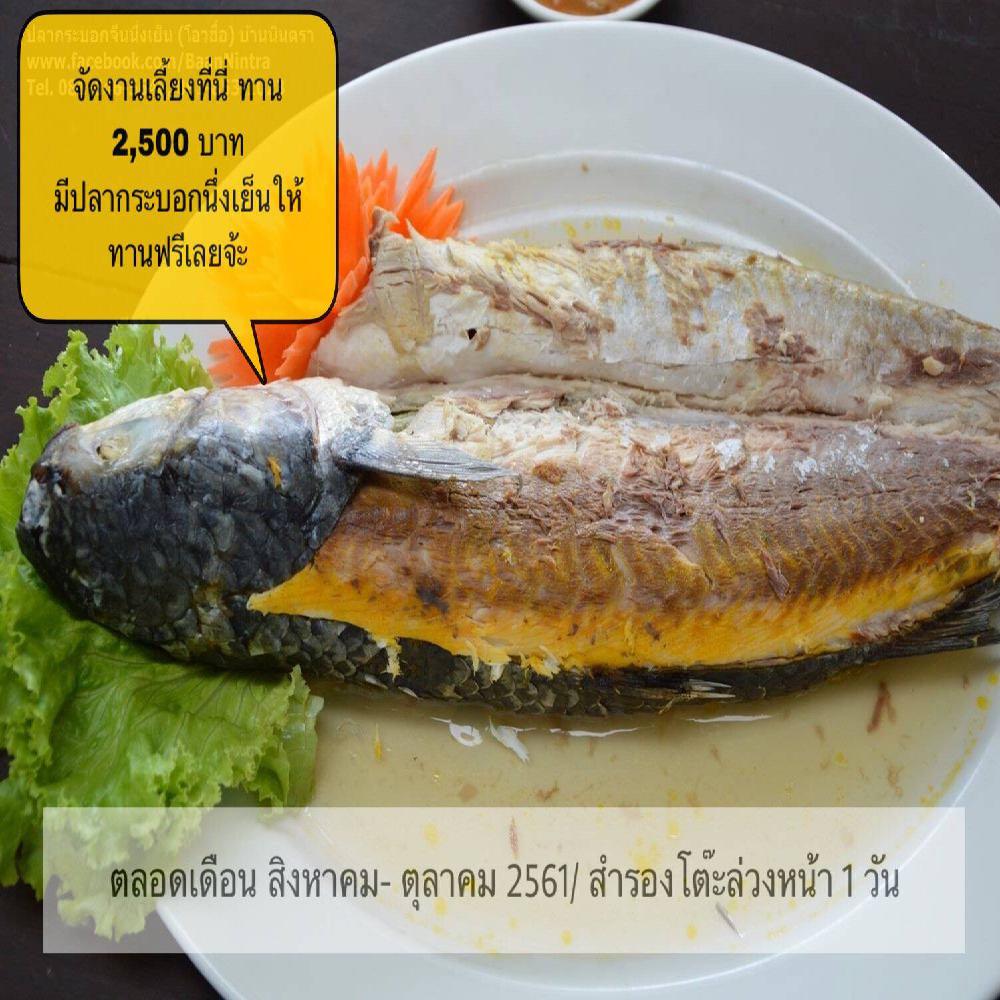 ปลากระบอกจีนนึ่งเย็น (โอวฮื้อ) บ้านนินตรา
www.facebook.com/BaanNintra
Tel.
จัดงานเลี้ยงที่นี่ ทาน
2,500 บาท
มีปลากระบอกนึ่งเย็นให้
ทานฟรีเลยจ้ะ
ตลอดเดือน สิงหาคม- ตุลาคม 2561/ สำรองโต๊ะล่วงหน้า 1 วัน